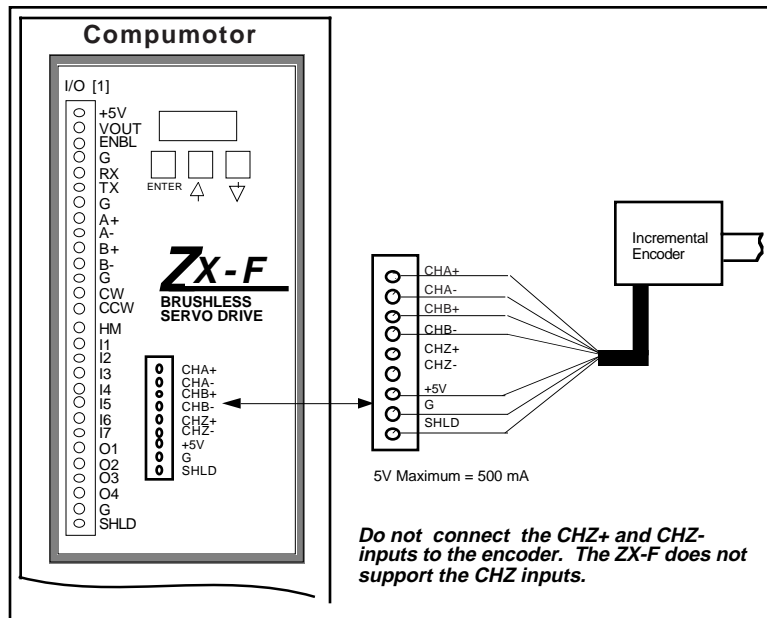 Compumotor
I/O [1]
+5V
VOUT
ENBL
G
RX
TX
G
A+
A-
B+
B-
G
CW
CCW
HM
I1
I2
I3
I4
I5
I6
I7
O1
O2
O3
O4
G
SHLD
ENTER
ZX-F
BRUSHLESS
SERVO DRIVE
CHA+
CHA-
CHB+
CHB-
CHZ+
CHZ-
+5V
G
SHLD
CHA+
CHA-
CHB+
CHB-
CHZ+
CHZ-
+5V
G
SHLD
Incremental
Encoder
5V Maximum = 500 mA
Do not connect the CHZ+ and CHZ-
inputs to the encoder. The ZX-F does not
support the CHZ inputs.